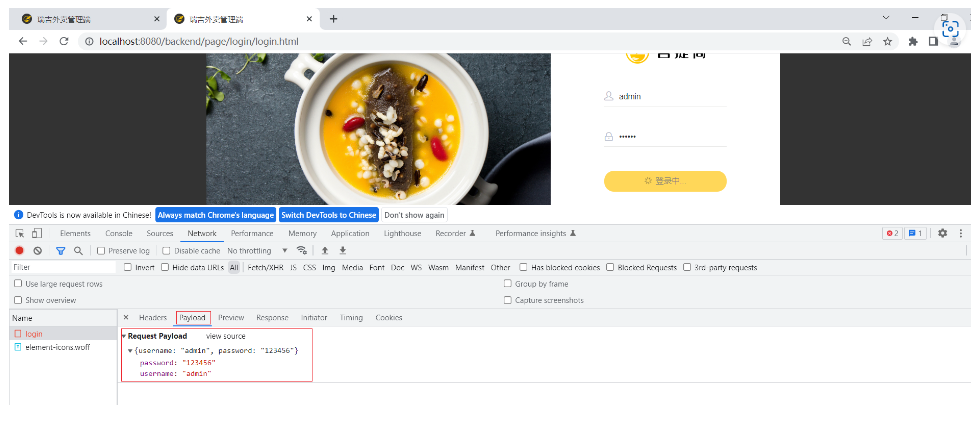 瑞吉外卖管理端
瑞吉外卖管理端
localhost:8080/backend/page/login/login.html
admin
••••••
登录中...
DevTools is now available in Chinese! Always match Chrome's language Switch DevTools to Chinese Don't show again
Elements Console Sources Network Performance Memory Application Lighthouse Recorder Performance insights 2 1
Preserve log Disable cache No throttling
Filter Invert Hide data URLs All Fetch/XHR JS CSS Img Media Font Doc WS Wasm Manifest Other Has blocked cookies Blocked Requests 3rd-party requests
Use large request rows Group by frame
Show overview Capture screenshots
Name Headers Payload Preview Response Initiator Timing Cookies
login
element-icons.woff
Request Payload view source
{username: "admin", password: "123456"}
password: "123456"
username: "admin"